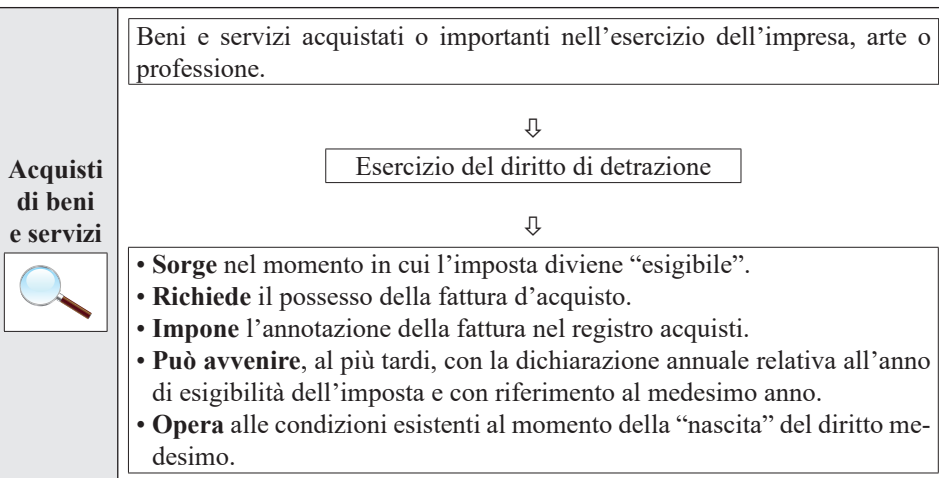 Beni e servizi acquistati o importanti nell’esercizio dell’impresa, arte o
professione.
⇩
Acquisti
di beni
e servizi
Esercizio del diritto di detrazione
⇩
• Sorge nel momento in cui l’imposta diviene “esigibile”.
• Richiede il possesso della fattura d’acquisto.
• Impone l’annotazione della fattura nel registro acquisti.
• Può avvenire, al più tardi, con la dichiarazione annuale relativa all’anno
di esigibilità dell’imposta e con riferimento al medesimo anno.
• Opera alle condizioni esistenti al momento della “nascita” del diritto me-
desimo.